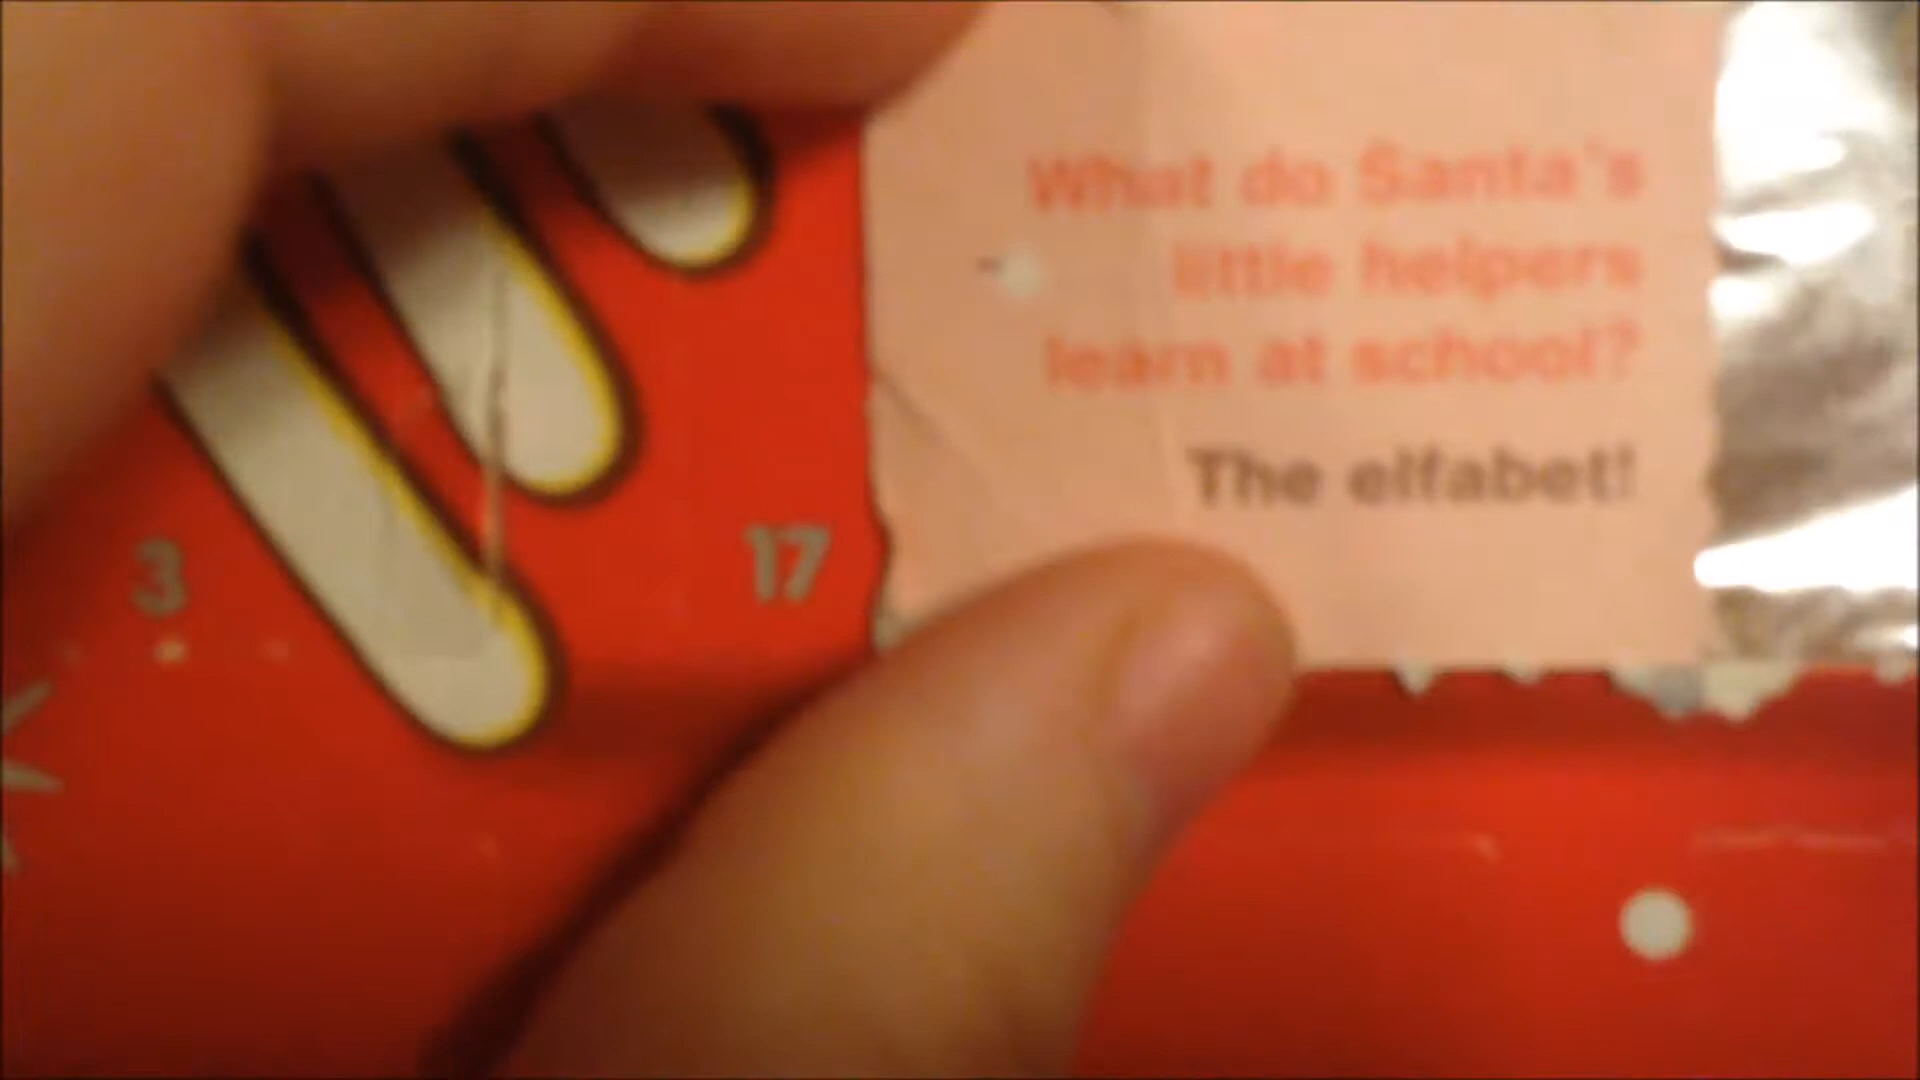 What do Santa's
little helpers
learn at school?
The elfabet!
3
17